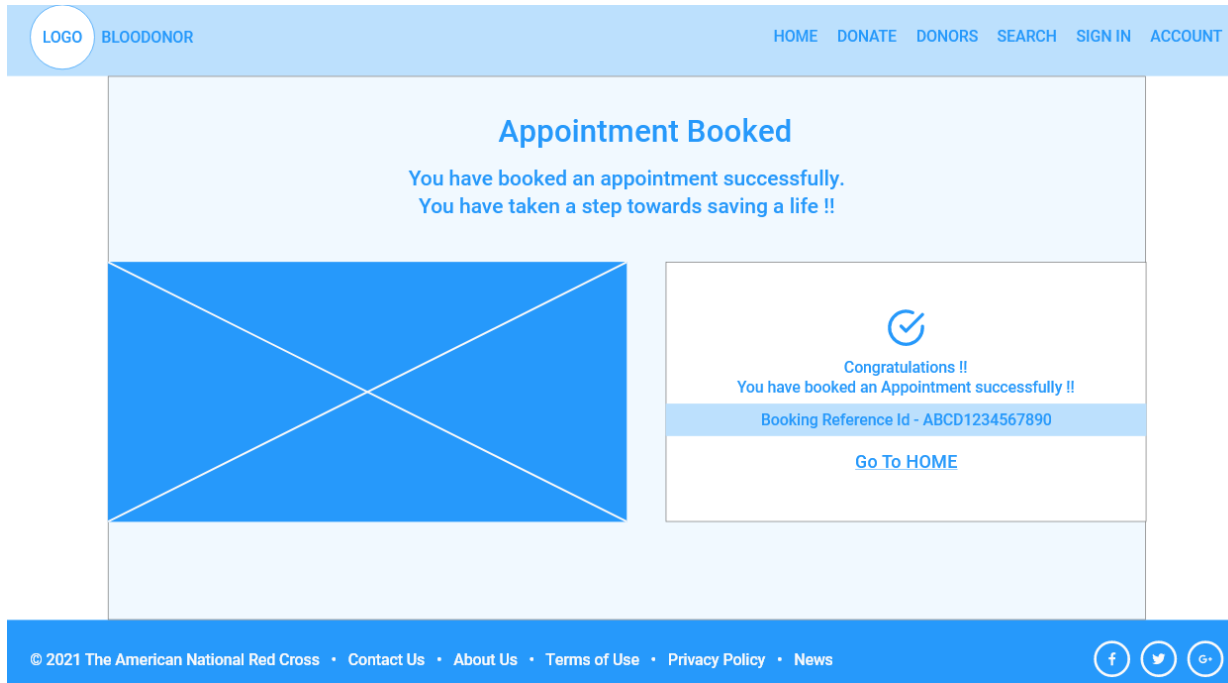 LOGO BLOODONOR HOME DONATE DONORS SEARCH SIGN IN ACCOUNT
Appointment Booked
You have booked an appointment successfully.
You have taken a step towards saving a life !!
Congratulations !!
You have booked an Appointment successfully !!
Booking Reference Id - ABCD1234567890
Go To HOME
© 2021 The American National Red Cross • Contact Us • About Us • Terms of Use • Privacy Policy • News